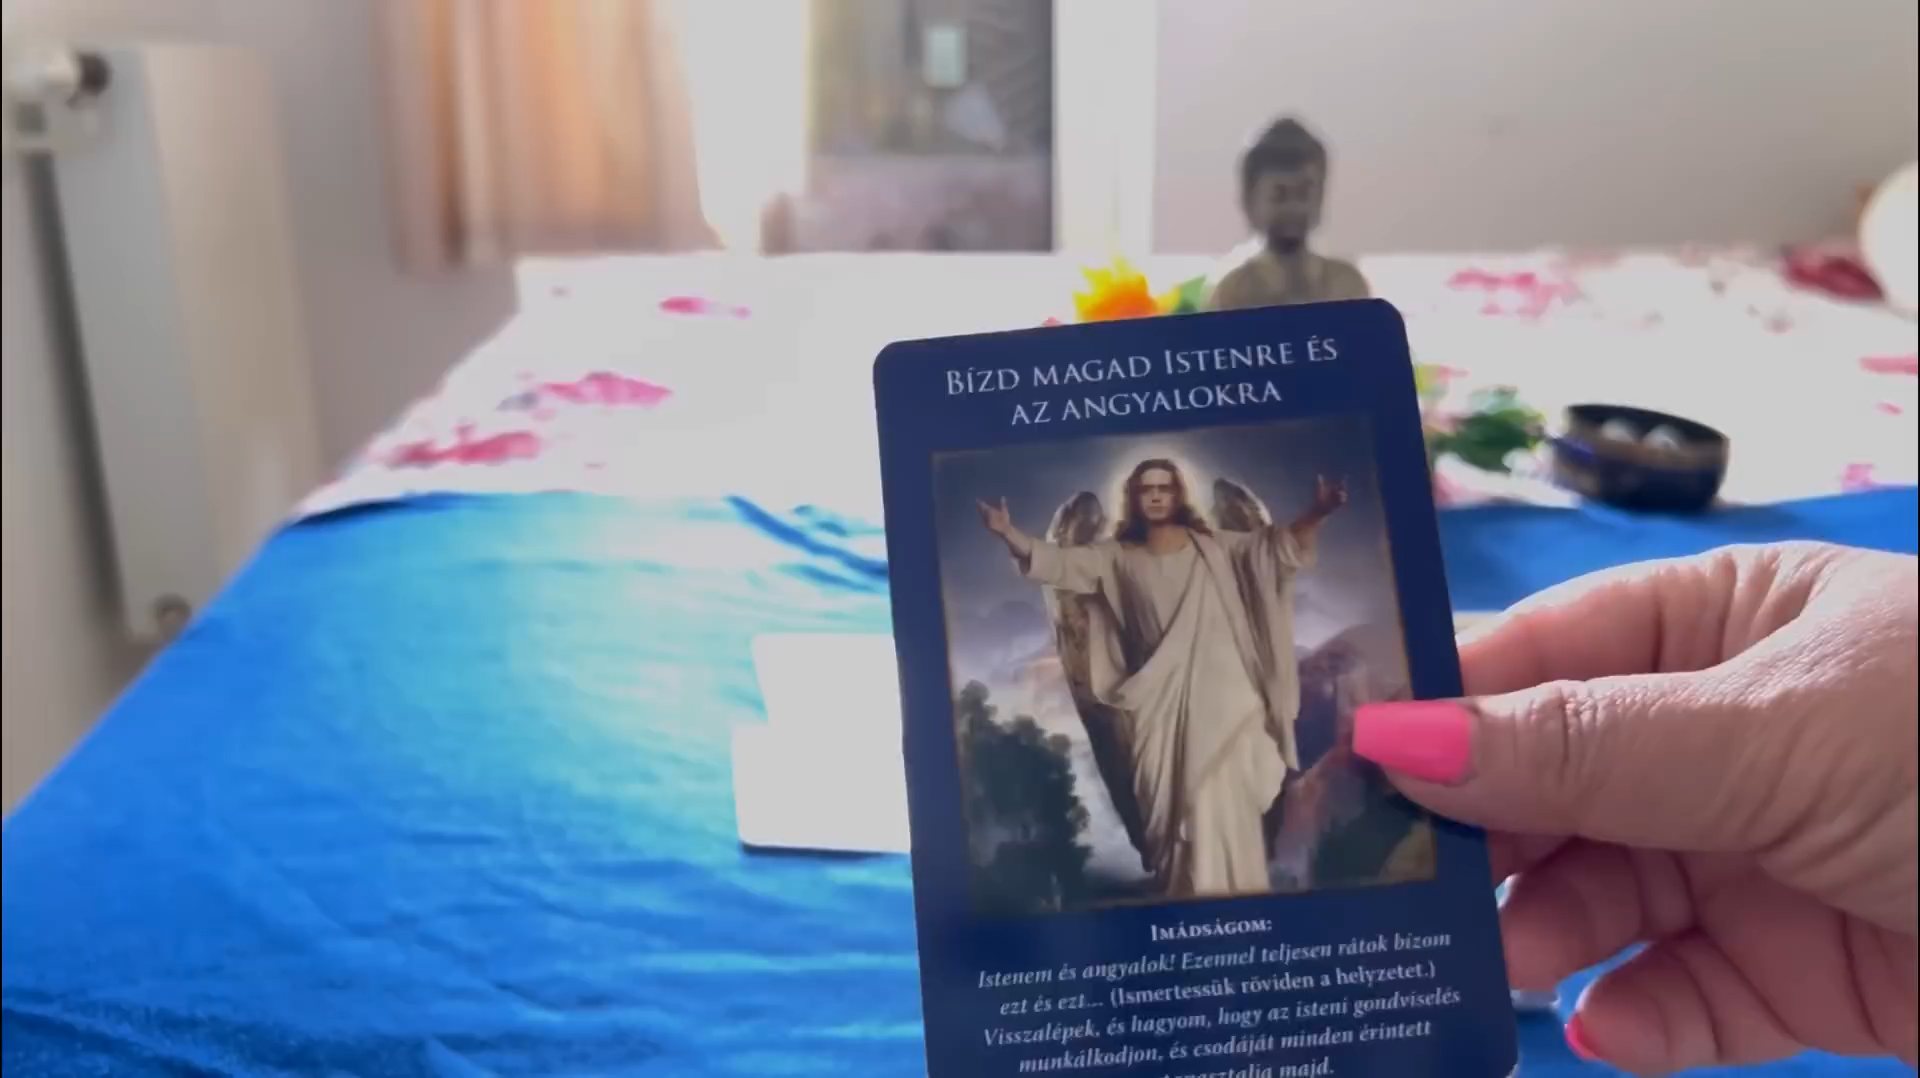 BÍZD MAGAD ISTENRE ÉS
AZ ANGYALOKRA
IMÁDSÁGOM:
Istenem és angyalok! Ezennel teljesen rátok bízom
ezt és ezt... (Ismertessük röviden a helyzetet.)
Visszalépek, és hagyom, hogy az isteni gondviselés
munkálkodjon, és csodáját minden érintett
majd.